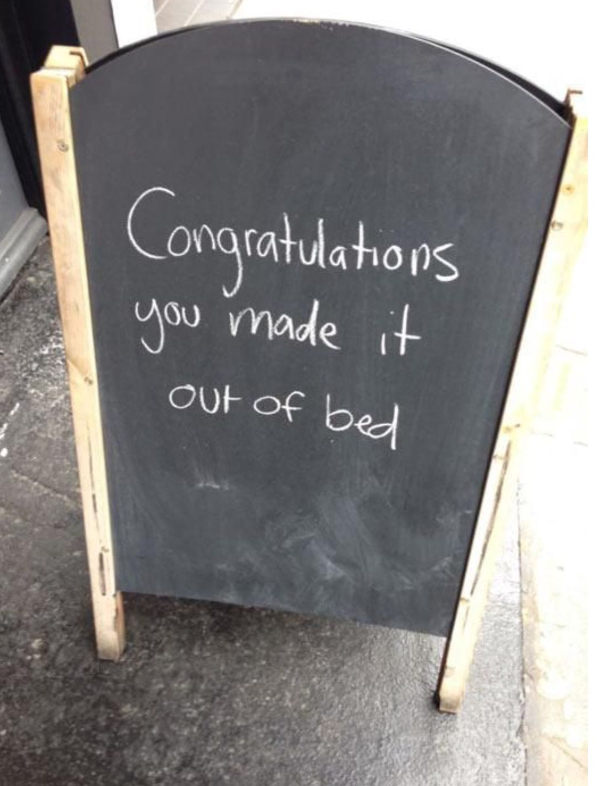 Congratulations
you made it
out of bed